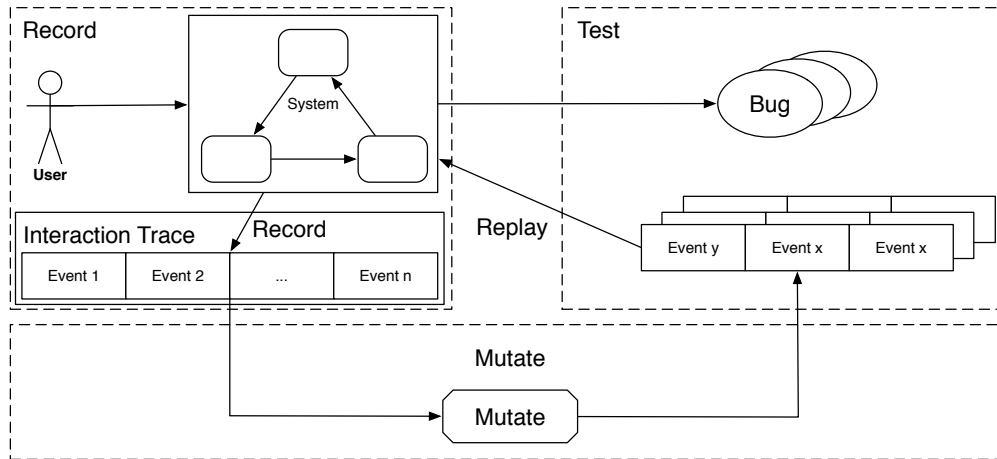 Record
Test
System
Bug
User
Interaction Trace
Record
Replay
Event 1
Event 2
...
Event n
Event y
Event x
Event x
Mutate
Mutate